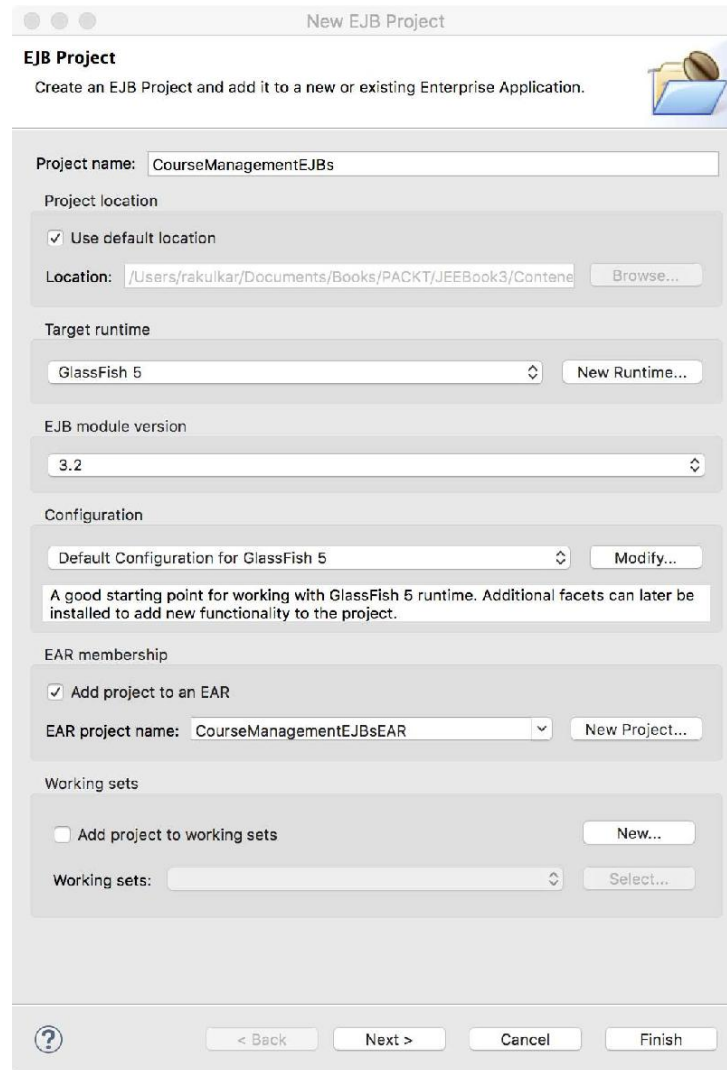 New EJB Project
EJB Project
Create an EJB Project and add it to a new or existing Enterprise Application.
Project name: CourseManagementEJBs
Project location
Use default location
Location: /Users/rakulkar/Documents/Books/PACKT/JEEBook3/Contene Browse...
Target runtime
GlassFish 5 New Runtime...
EJB module version
3.2
Configuration
Default Configuration for GlassFish 5 Modify...
A good starting point for working with GlassFish 5 runtime. Additional facets can later be
installed to add new functionality to the project.
EAR membership
Add project to an EAR
EAR project name: CourseManagementEJBsEAR New Project...
Working sets
Add project to working sets New...
Working sets: Select...
? < Back Next > Cancel Finish